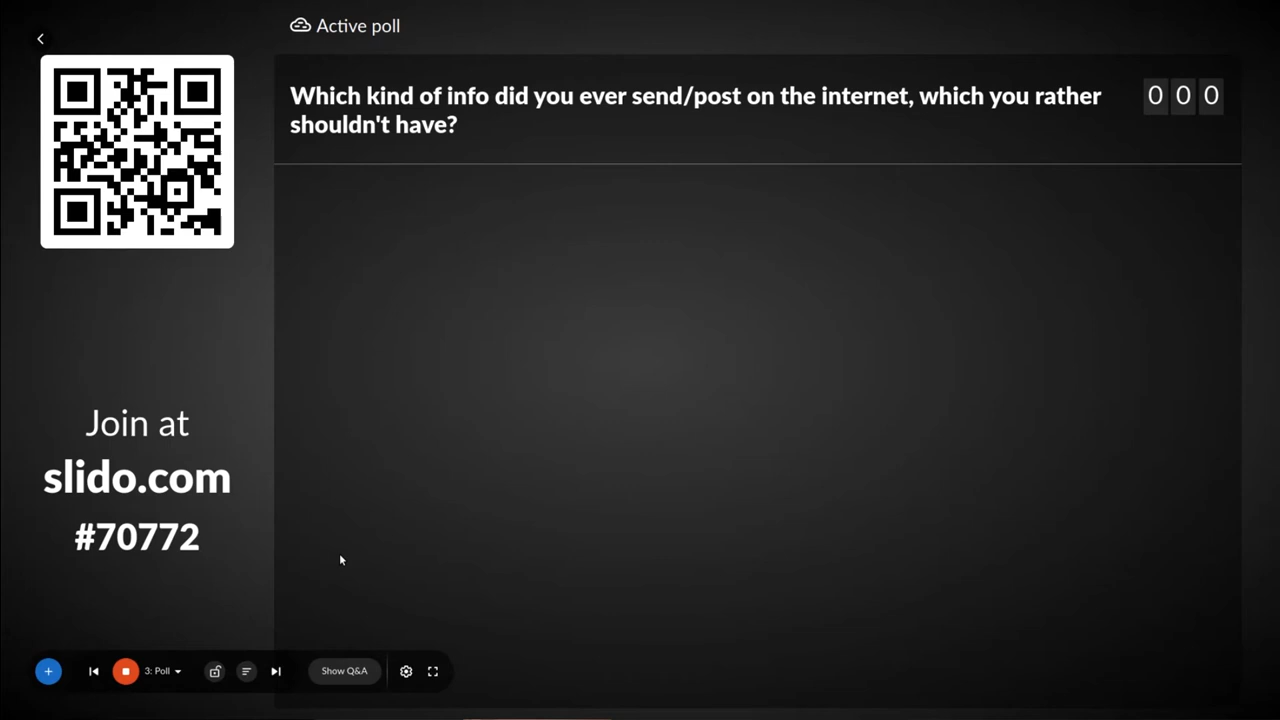 Active poll
Which kind of info did you ever send/post on the internet, which you rather
shouldn't have?
0 0 0
Join at
slido.com
#70772
3: Poll
Show Q&A